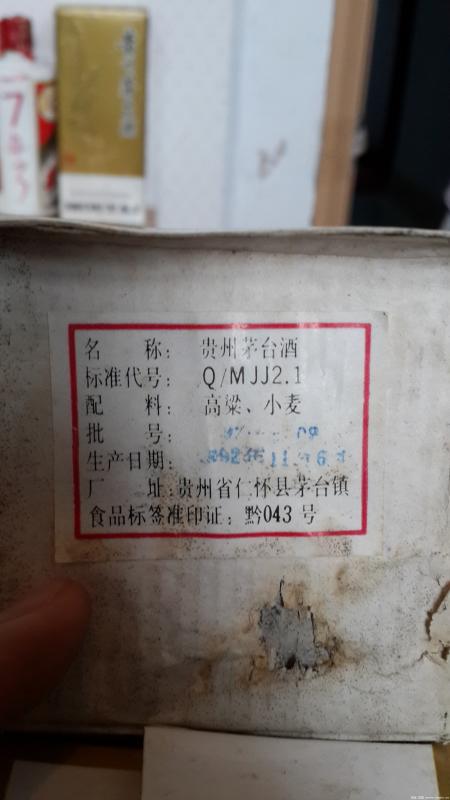 名 称: 贵州茅台酒
标准代号: Q/MJJ2.1
配 料: 高粱、小麦
批 号:
生产日期:
厂 址: 贵州省仁怀县茅台镇
食品标签准印证: 黔043号